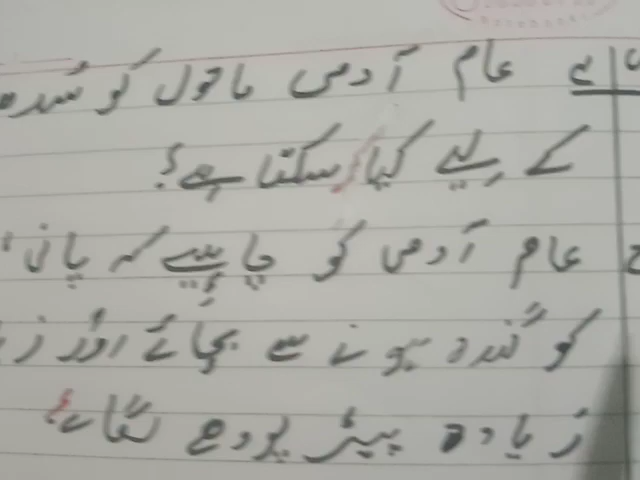 عام آدمی ماحول کو
کے لیے کیا کر سکتا ہے؟
عام آدمی کو چاہیے کہ پانی
کو گندہ ہونے سے بچائے اور
زیادہ پیڑ پودے لگائے